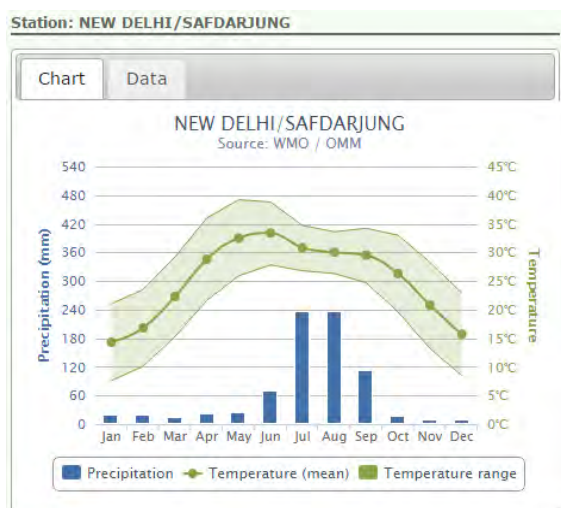 Station: NEW DELHI/SAFDARJUNG
Chart Data
NEW DELHI/SAFDARJUNG
Source: WMO / OMM
540 45°C
480 40°C
420 35°C
360 30°C
300 25°C
240 20°C
180 15°C
120 10°C
60 5°C
0 0°C
Precipitation (mm)
Temperature
Jan Feb Mar Apr May Jun Jul Aug Sep Oct Nov Dec
Precipitation Temperature (mean) Temperature range